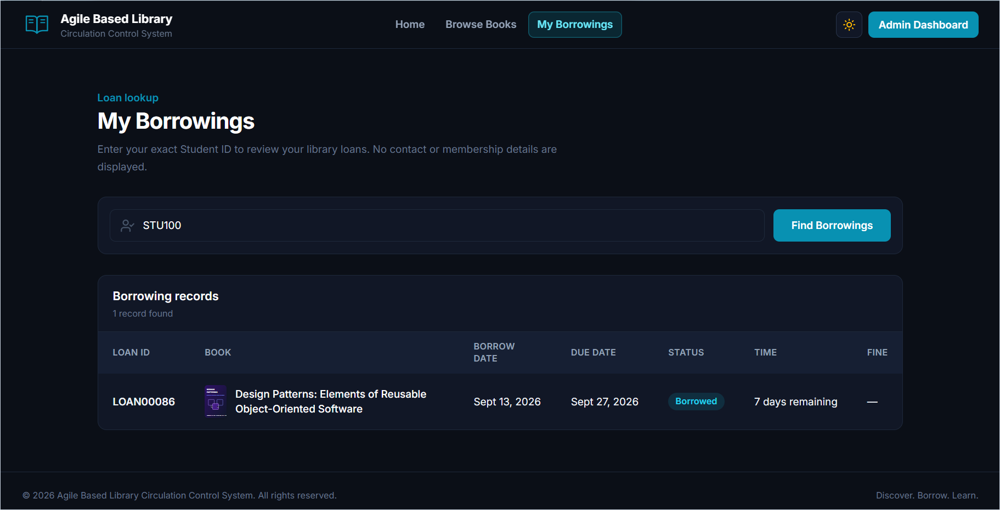 Agile Based Library
Circulation Control System
Home
Browse Books
My Borrowings
Admin Dashboard
Loan lookup
My Borrowings
Enter your exact Student ID to review your library loans. No contact or membership details are
displayed.
STU100
Find Borrowings
Borrowing records
1 record found
LOAN ID
BOOK
BORROW
DATE
DUE DATE
STATUS
TIME
FINE
LOAN00086
DESIGN
PATTERNS
Design Patterns: Elements of Reusable
Object-Oriented Software
Sept 13, 2026
Sept 27, 2026
Borrowed
7 days remaining
—
© 2026 Agile Based Library Circulation Control System. All rights reserved.
Discover. Borrow. Learn.